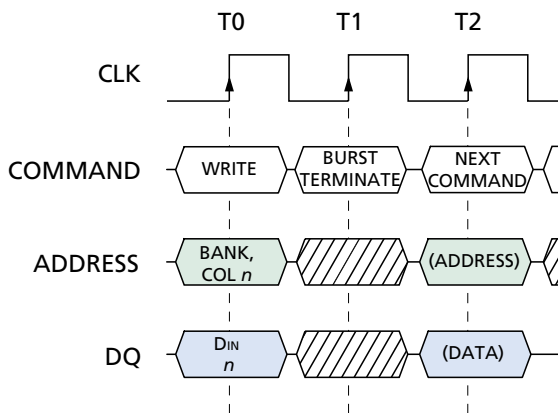 T0 T1 T2
CLK
COMMAND WRITE BURST TERMINATE NEXT COMMAND
ADDRESS BANK, COL n (ADDRESS)
DQ DIN n (DATA)